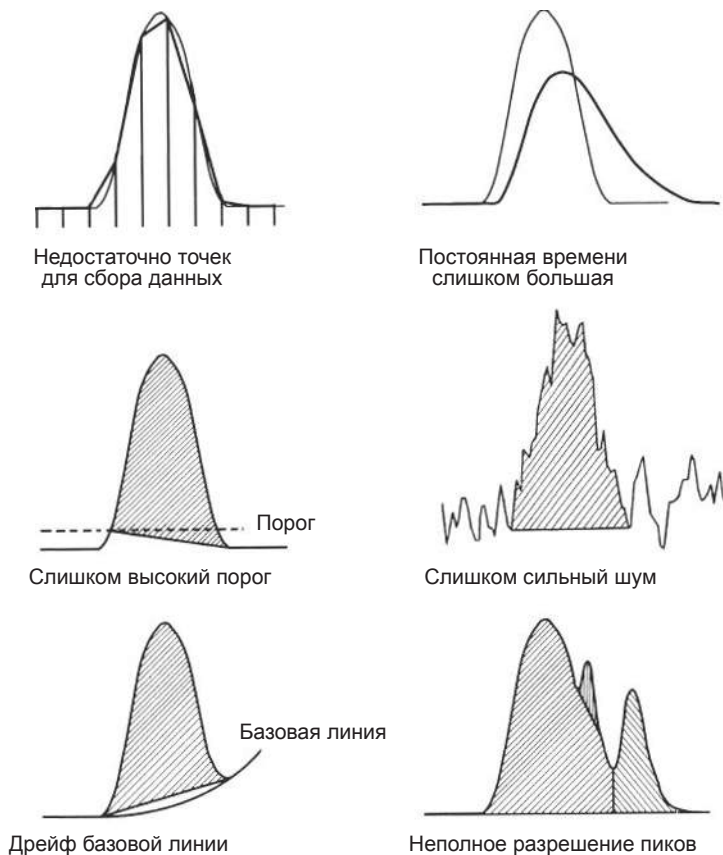 Недостаточно точек
для сбора данных
Постоянная времени
слишком большая
Порог
Слишком высокий порог
Слишком сильный шум
Базовая линия
Дрейф базовой линии
Неполное разрешение пиков